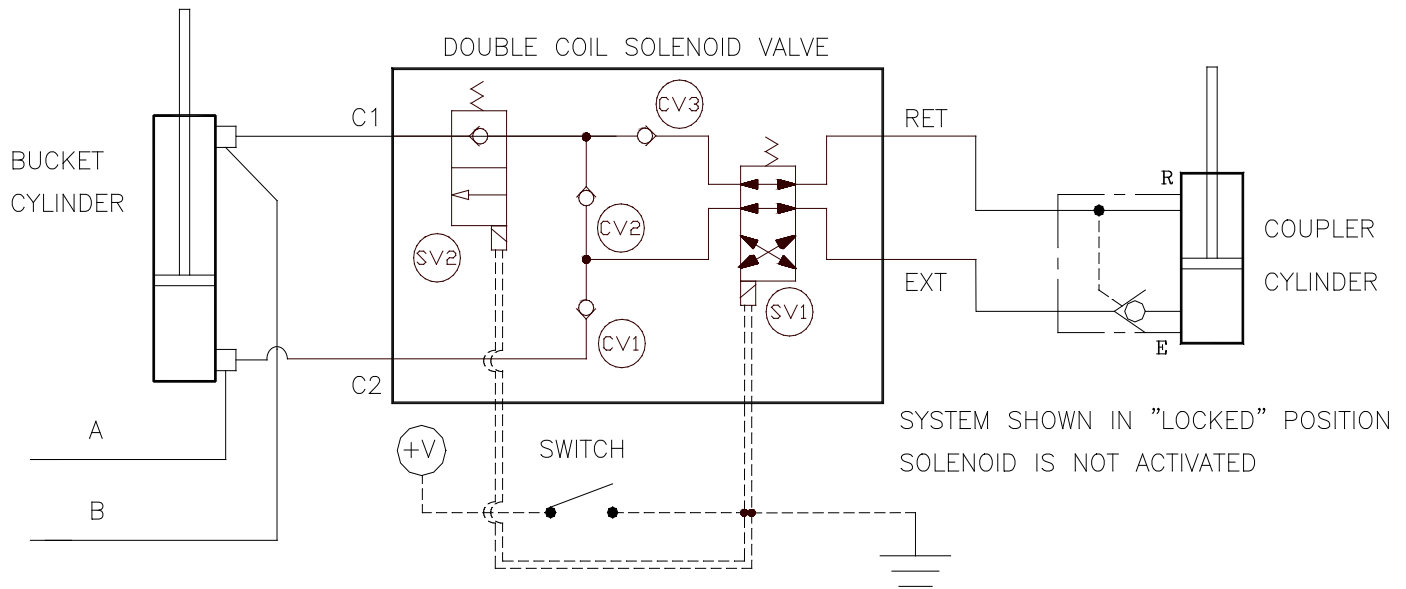 DOUBLE COIL SOLENOID VALVE
C1
CV3
RET
BUCKET
CYLINDER
R
CV2
COUPLER
CYLINDER
SV2
EXT
SV1
CV1
E
C2
A
SYSTEM SHOWN IN "LOCKED" POSITION
SOLENOID IS NOT ACTIVATED
+V
SWITCH
B